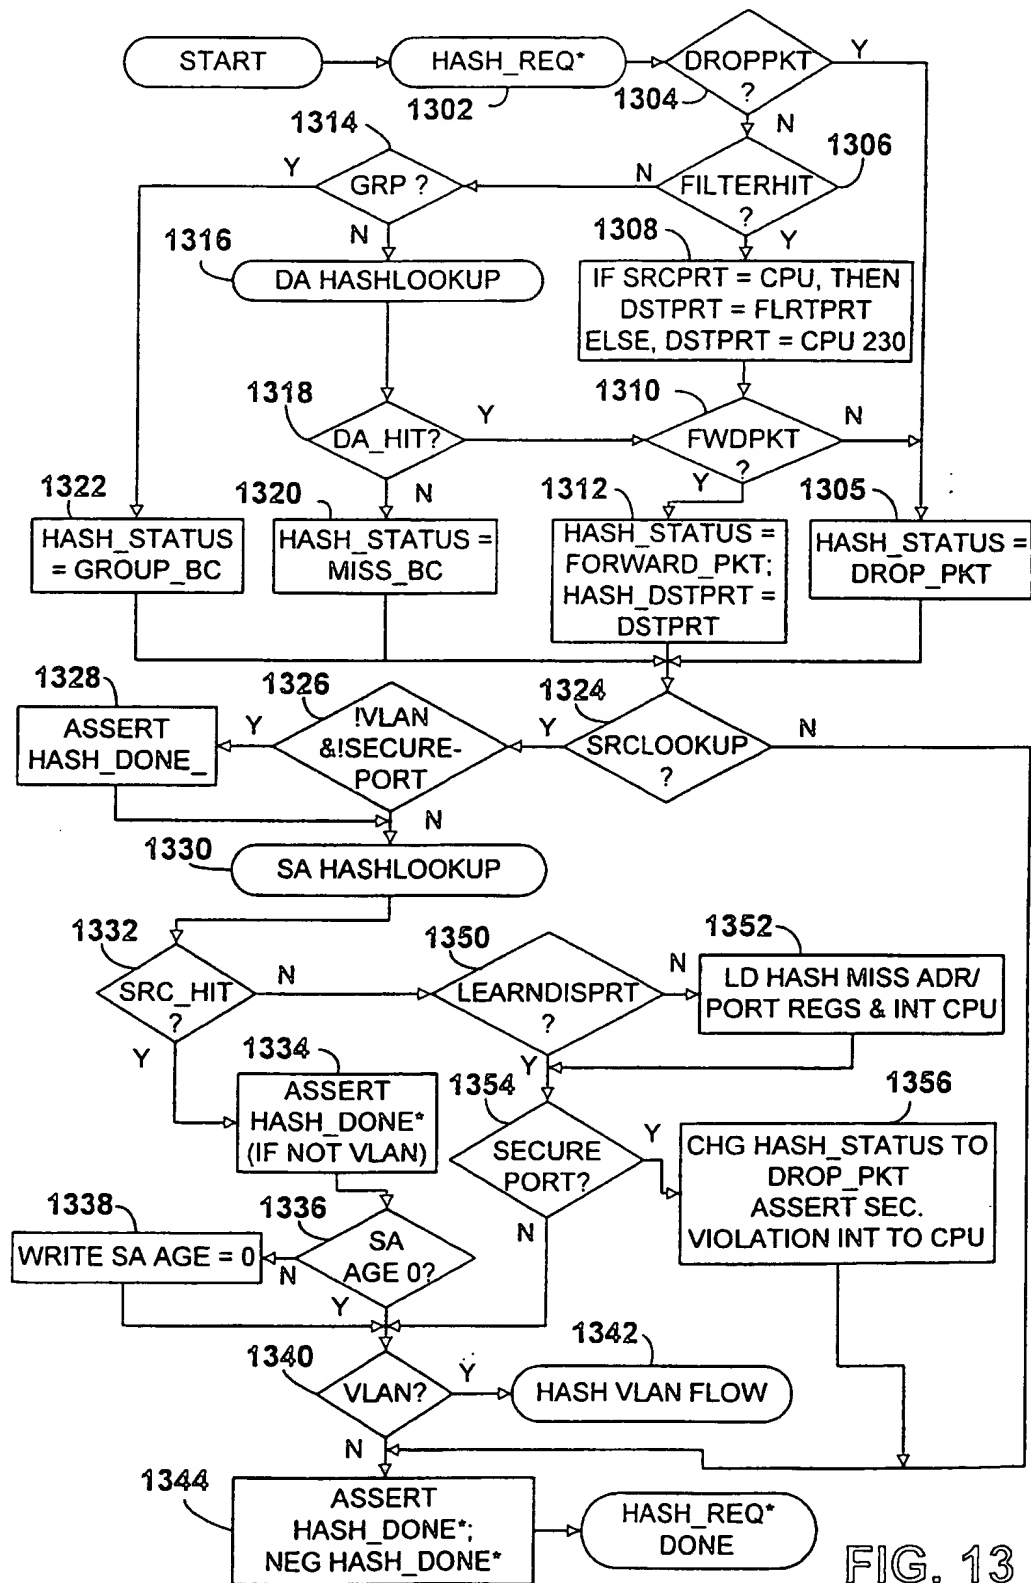 START
HASH_REQ*
1302
DROPPKT
?
1304
Y
N
1314
GRP ?
Y
N
N
FILTERHIT
?
1306
Y
1316
DA HASHLOOKUP
1308
IF SRCPRT = CPU, THEN
DSTPRT = FLRTPRT
ELSE, DSTPRT = CPU 230
1318
DA_HIT?
Y
N
1310
FWDPKT
?
N
Y
1322
HASH_STATUS
= GROUP_BC
1320
HASH_STATUS =
MISS_BC
1312
HASH_STATUS =
FORWARD_PKT;
HASH_DSTPRT =
DSTPRT
1305
HASH_STATUS =
DROP_PKT
1328
ASSERT
HASH_DONE_
1326
!VLAN
&!SECURE-
PORT
Y
N
1324
SRCLOOKUP
?
Y
N
1330
SA HASHLOOKUP
1332
SRC_HIT
?
N
Y
1350
LEARNDISPRT
?
N
Y
1352
LD HASH MISS ADR/
PORT REGS & INT CPU
1334
ASSERT
HASH_DONE*
(IF NOT VLAN)
1354
SECURE
PORT?
Y
N
1356
CHG HASH_STATUS TO
DROP_PKT
ASSERT SEC.
VIOLATION INT TO CPU
1338
WRITE SA AGE = 0
1336
SA
AGE 0?
N
Y
1340
VLAN?
Y
N
1342
HASH VLAN FLOW
1344
ASSERT
HASH_DONE*;
NEG HASH_DONE*
HASH_REQ*
DONE
FIG. 13